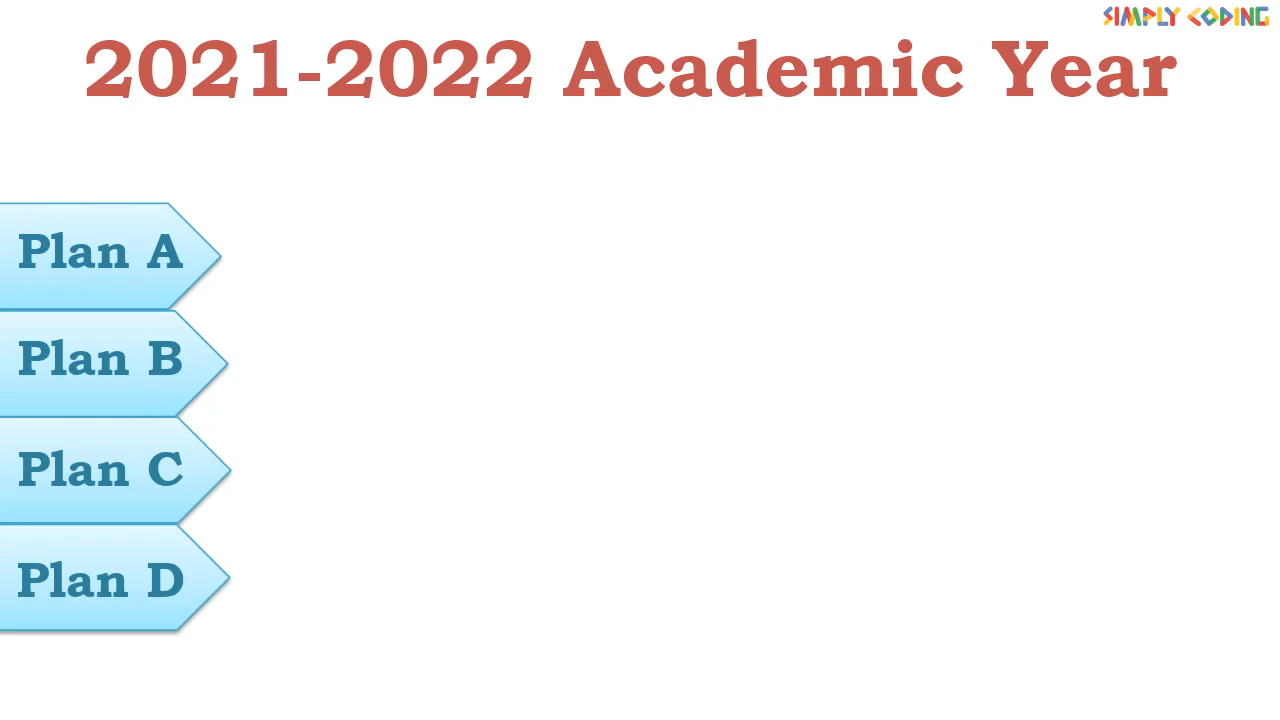 SIMPLY CODING
2021-2022 Academic Year
Plan A
Plan B
Plan C
Plan D